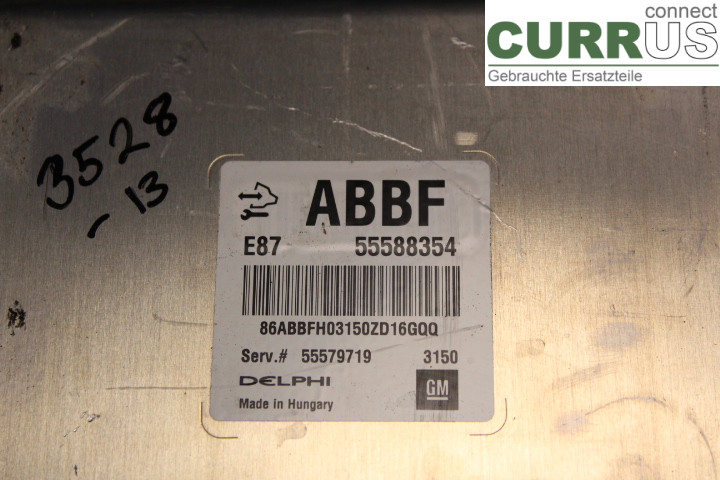 connect
CURRUS
Gebrauchte Ersatzteile
3528
-13
ABBF
E87 55588354
86ABBFH03150ZD16GQQ
Serv.# 55579719 3150
DELPHI GM
Made in Hungary